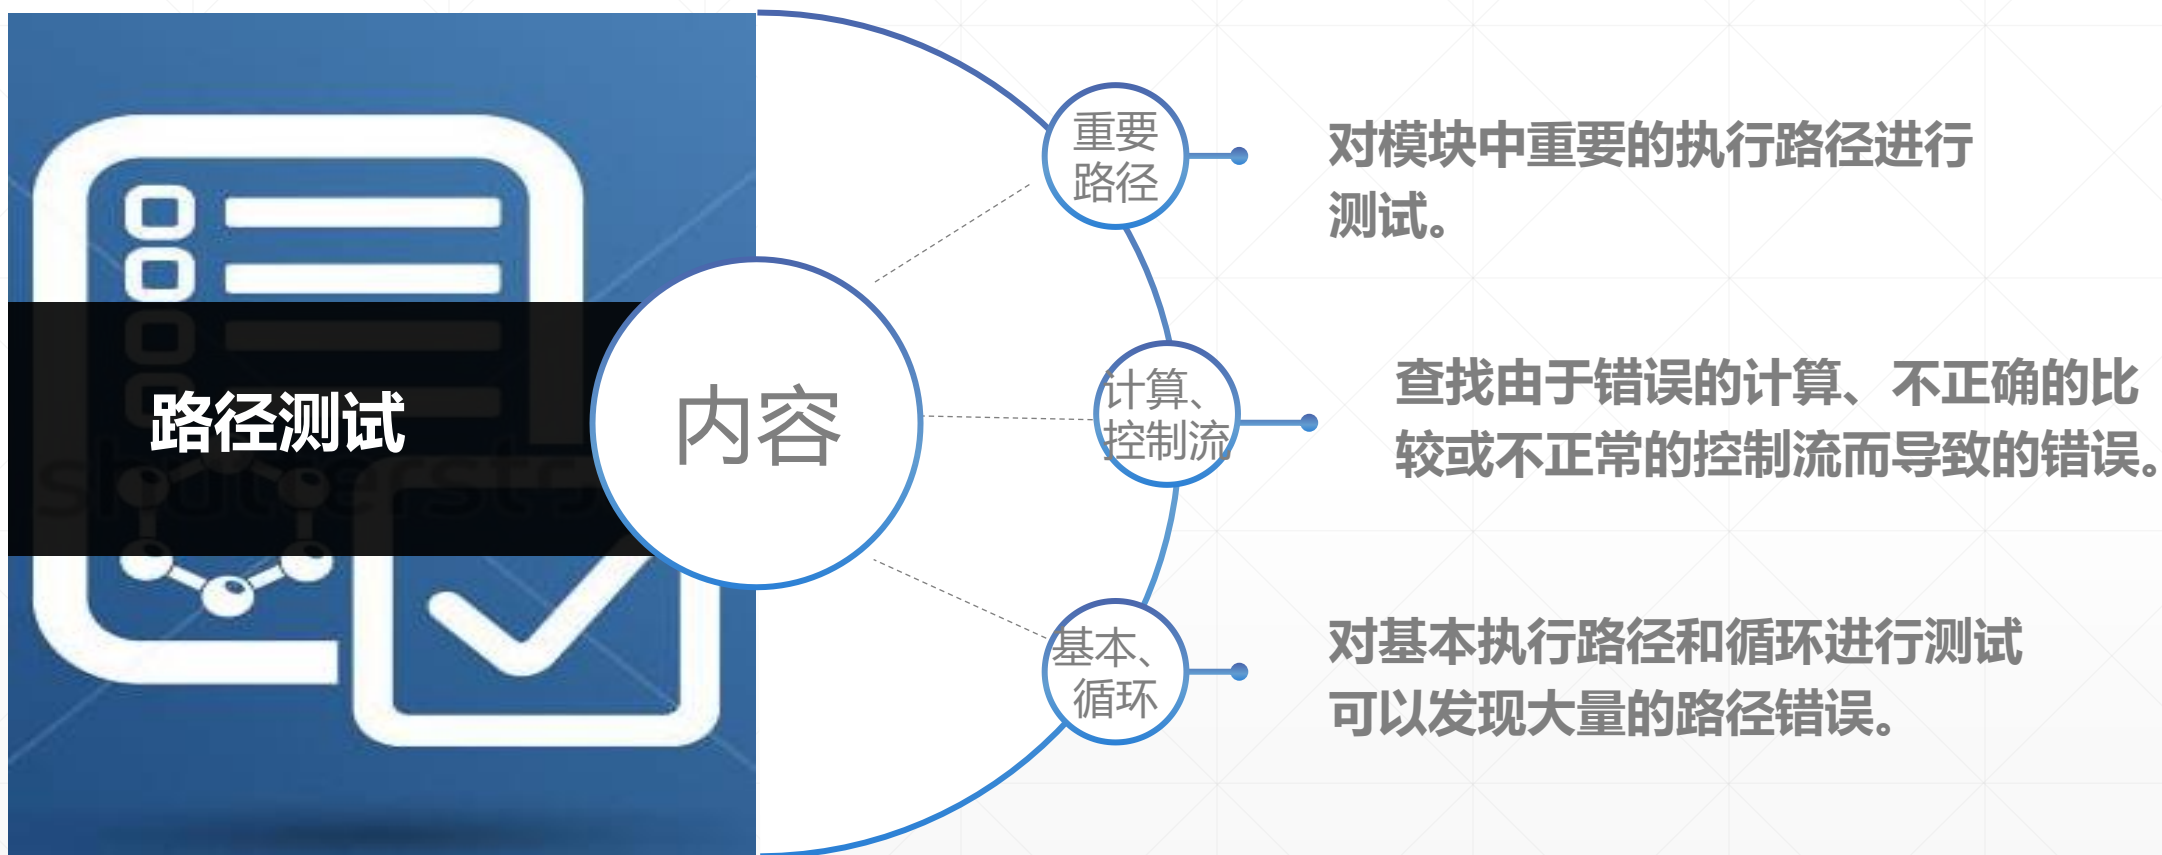 路径测试
内容
重要
路径
对模块中重要的执行路径进行
测试。
计算、
控制流
查找由于错误的计算、不正确的比
较或不正常的控制流而导致的错误。
基本、
循环
对基本执行路径和循环进行测试
可以发现大量的路径错误。